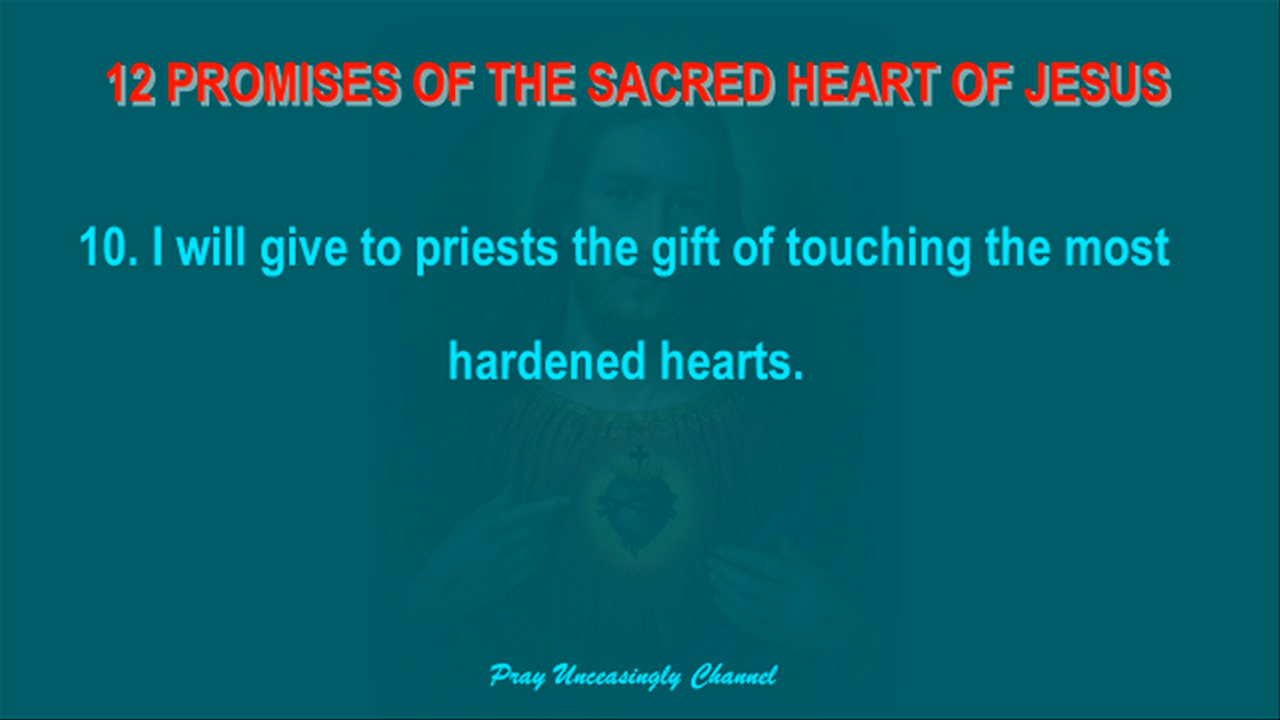 12 PROMISES OF THE SACRED HEART OF JESUS
10. I will give to priests the gift of touching the most
hardened hearts.
Pray Unceasingly Channel